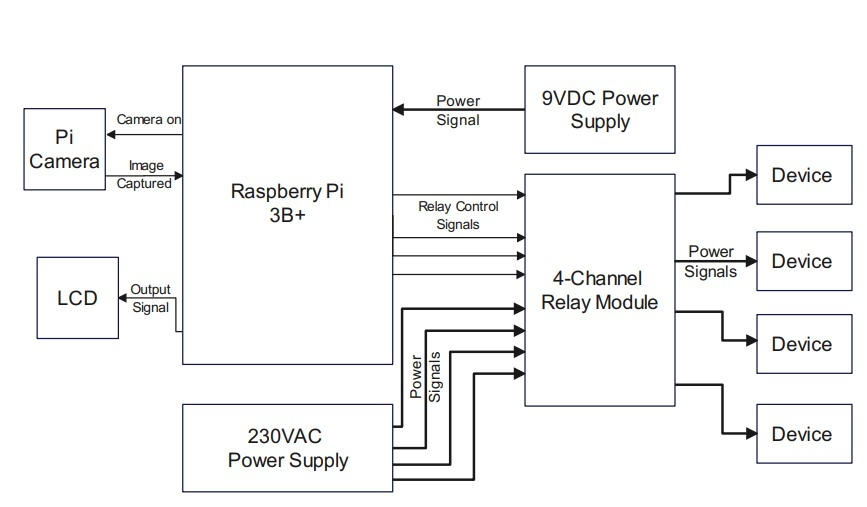 Pi
Camera
Camera on
Image
Captured
Raspberry Pi
3B+
Power
Signal
9VDC Power
Supply
LCD
Output
Signal
Relay Control
Signals
4-Channel
Relay Module
Power
Signals
Device
Device
Device
Device
230VAC
Power Supply
Power
Signals